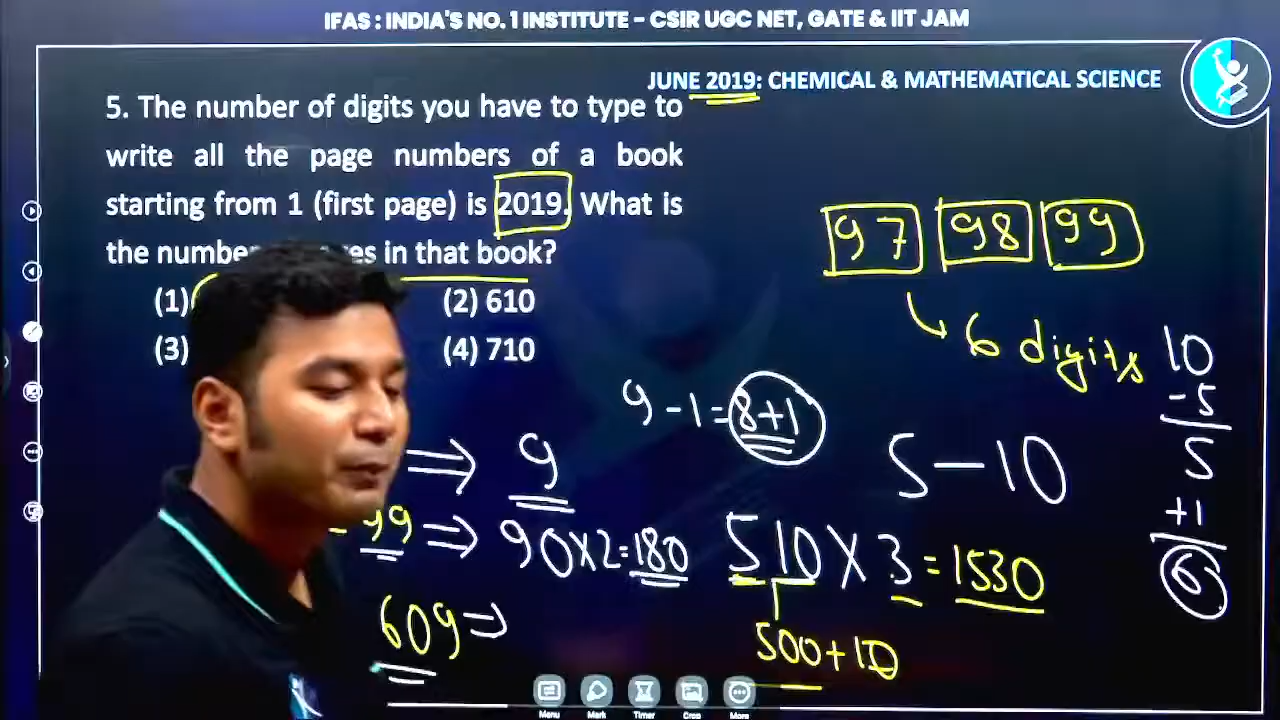 IFAS : INDIA'S NO. 1 INSTITUTE - CSIR UGC NET, GATE & IIT JAM
JUNE 2019: CHEMICAL & MATHEMATICAL SCIENCE
5. The number of digits you have to type to
write all the page numbers of a book
starting from 1 (first page) is 2019. What is
the number in that book?
(1) (2) 610
(3) (4) 710
97 98 99
6 digits
10
-5
5
+1
6
9-1=8+1
5-10
⇒ 9
- 99 ⇒ 90x2=180
510 x 3 = 1530
609 ⇒
500+10
Menu Mark Timer Crop More